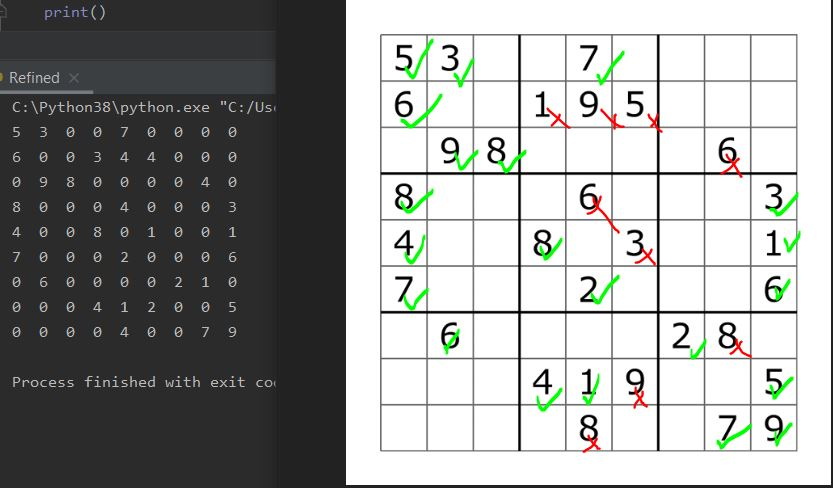 print()
Refined
C:\Python38\python.exe "C:/Use
5 3 0 0 7 0 0 0 0
6 0 0 3 4 4 0 0 0
0 9 8 0 0 0 0 4 0
8 0 0 0 4 0 0 0 3
4 0 0 8 0 1 0 0 1
7 0 0 0 2 0 0 0 6
0 6 0 0 0 0 2 1 0
0 0 0 4 1 2 0 0 5
0 0 0 0 4 0 0 7 9
Process finished with exit co
5 3 7
6 1 9 5
9 8 6
8 6 3
4 8 3 1
7 2 6
6 2 8
4 1 9 5
8 7 9